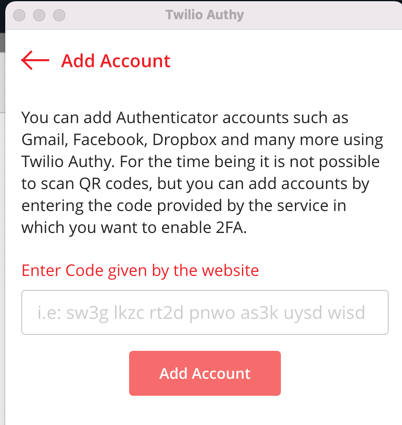 Twilio Authy
Add Account
You can add Authenticator accounts such as
Gmail, Facebook, Dropbox and many more using
Twilio Authy. For the time being it is not possible
to scan QR codes, but you can add accounts by
entering the code provided by the service in
which you want to enable 2FA.
Enter Code given by the website
i.e: sw3g lkzc rt2d pnwo as3k uysd wisd
Add Account